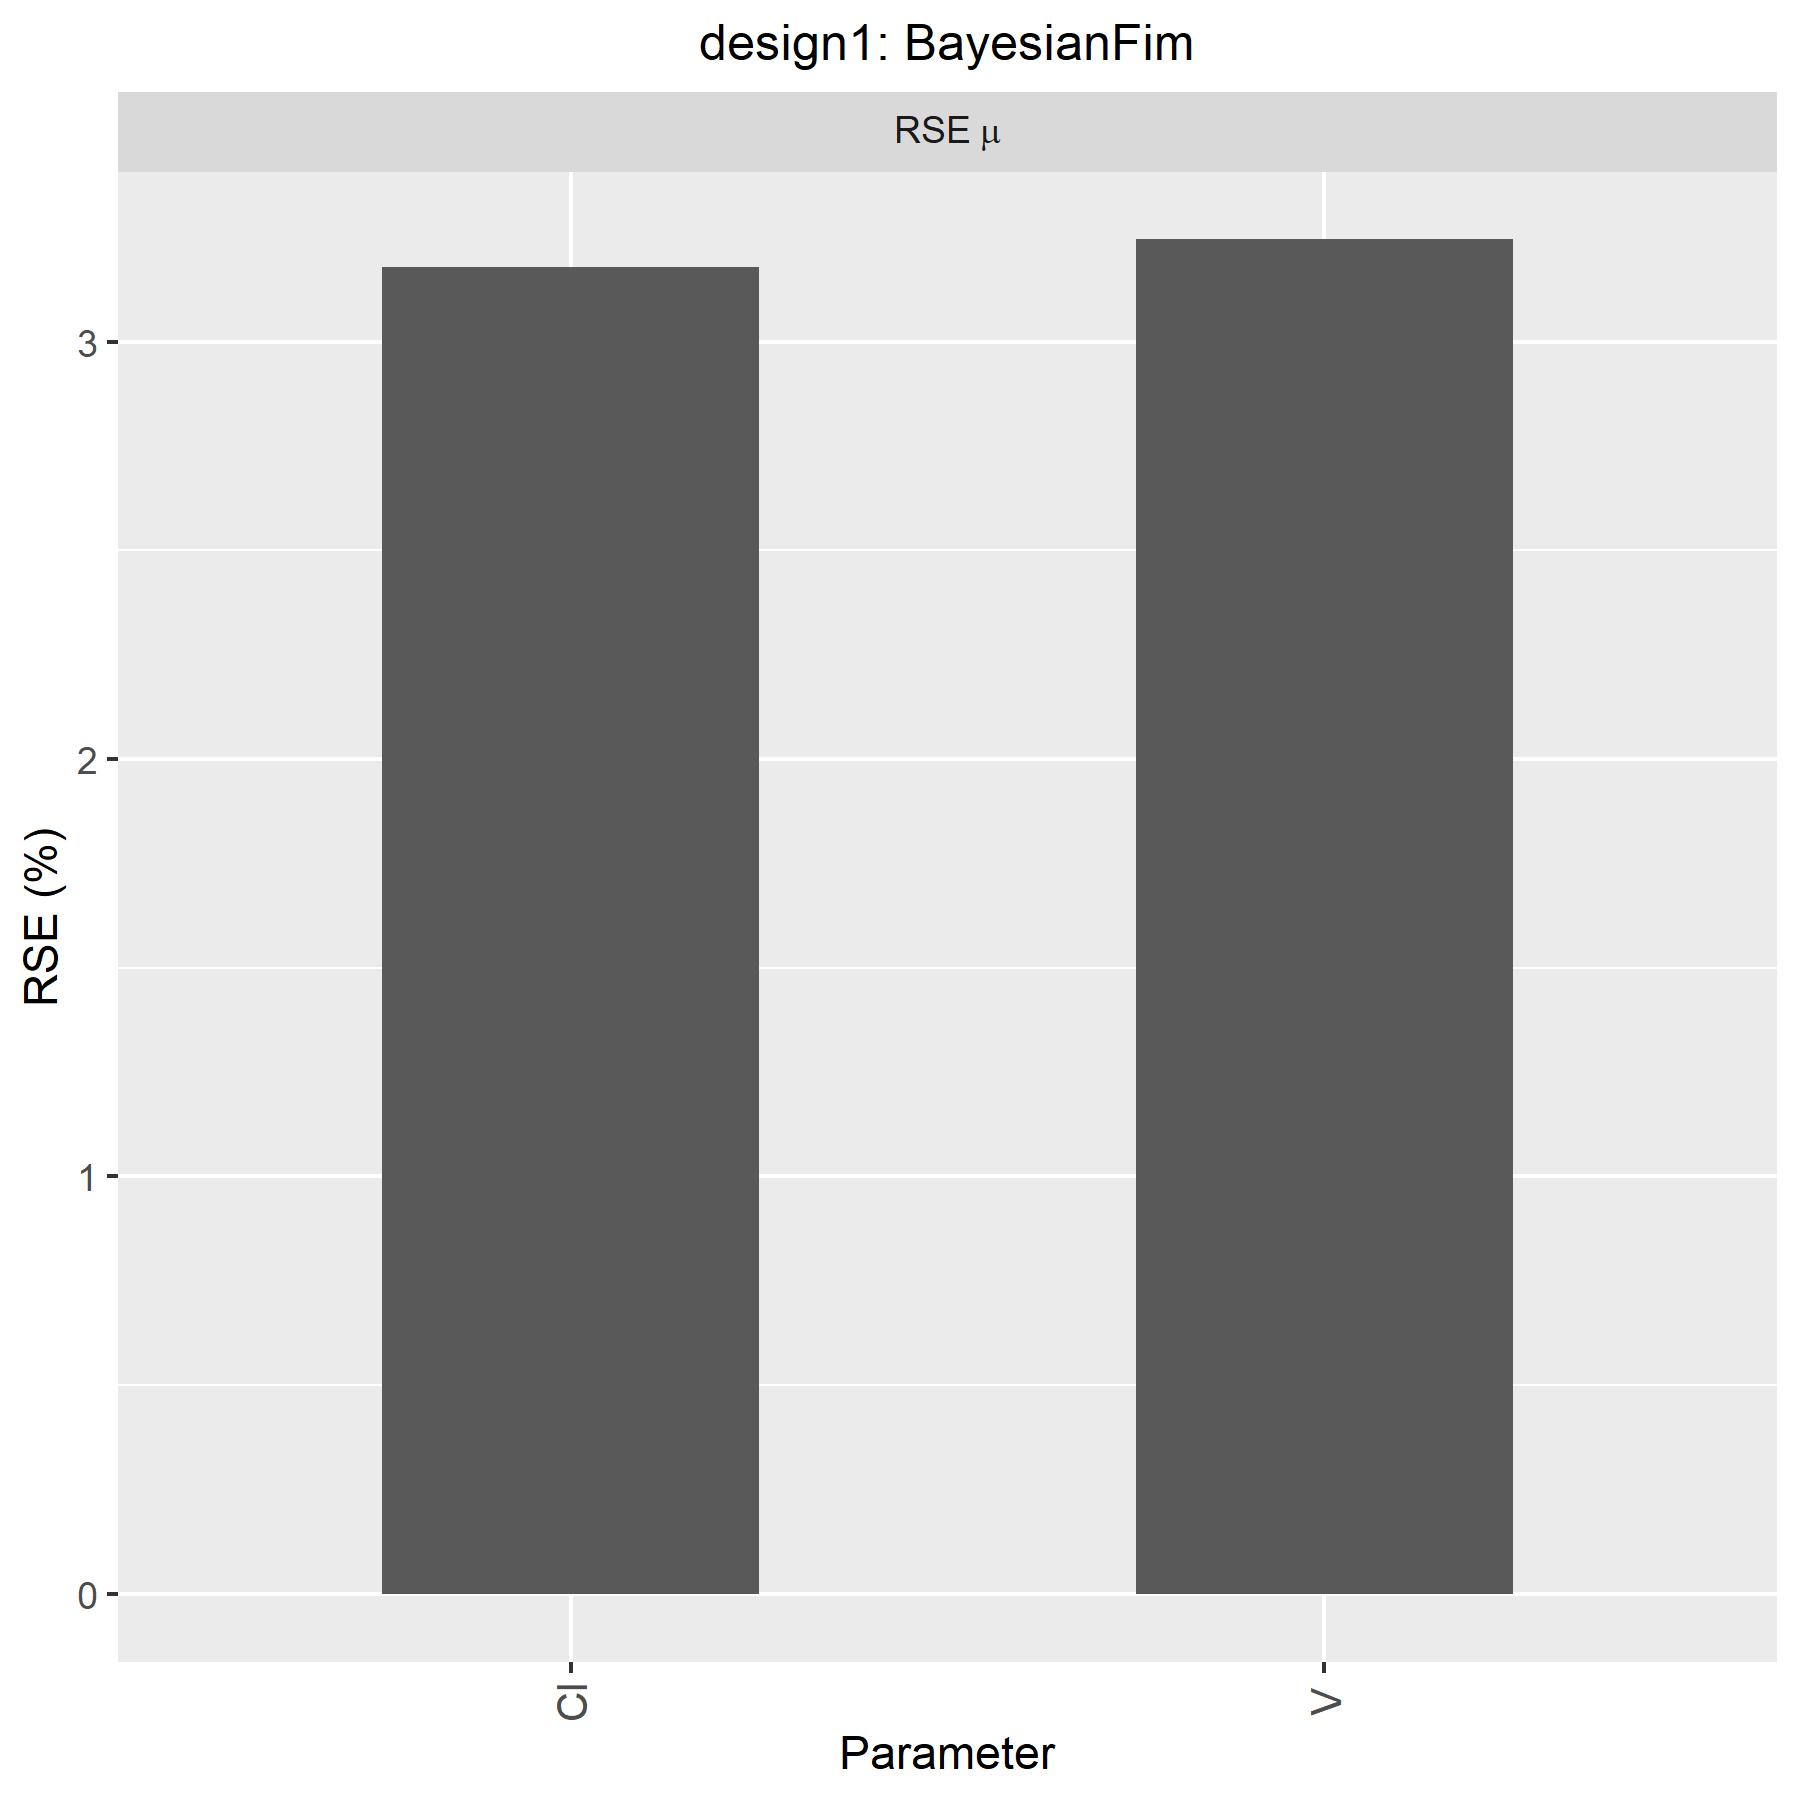 design1: BayesianFim
RSE μ
3
2
1
0
RSE (%)
Cl
V
Parameter